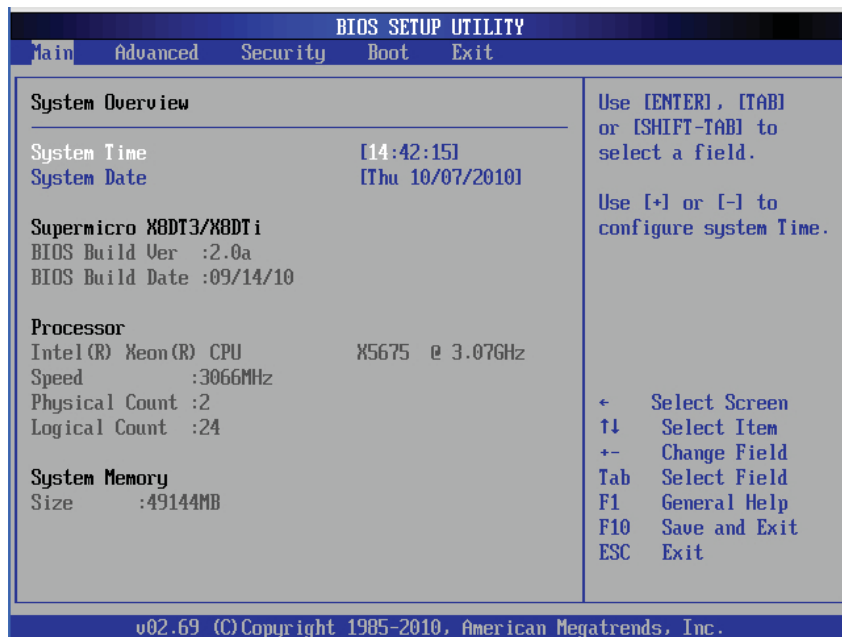 BIOS SETUP UTILITY
Main Advanced Security Boot Exit
System Overview
System Time [14:42:15]
System Date [Thu 10/07/2010]
Supermicro X8DT3/X8DTi
BIOS Build Ver :2.0a
BIOS Build Date :09/14/10
Processor
Intel(R) Xeon(R) CPU X5675 @ 3.07GHz
Speed :3066MHz
Physical Count :2
Logical Count :24
System Memory
Size :49144MB
Use [ENTER], [TAB]
or [SHIFT-TAB] to
select a field.
Use [+] or [-] to
configure system Time.
← Select Screen
↑↓ Select Item
+- Change Field
Tab Select Field
F1 General Help
F10 Save and Exit
ESC Exit
v02.69 (C)Copyright 1985-2010, American Megatrends, Inc.